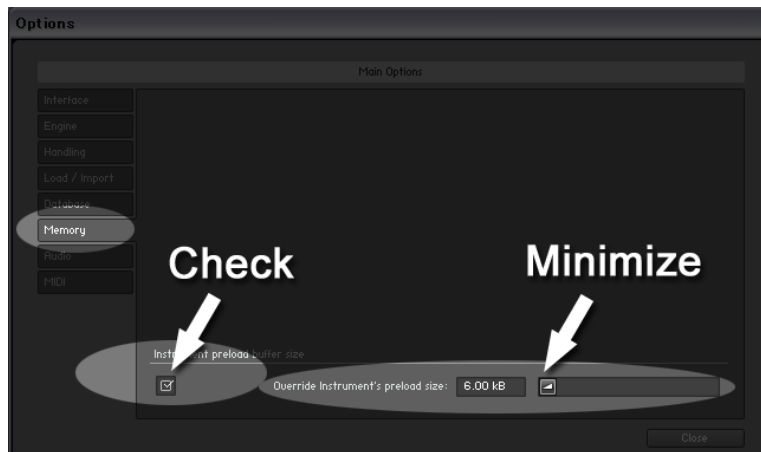 Options
Main Options
Interface
Engine
Handling
Load / Import
Database
Memory
Audio
MIDI
Check
Minimize
Instrument preload buffer size
Override Instrument's preload size: 6.00 kB
Close